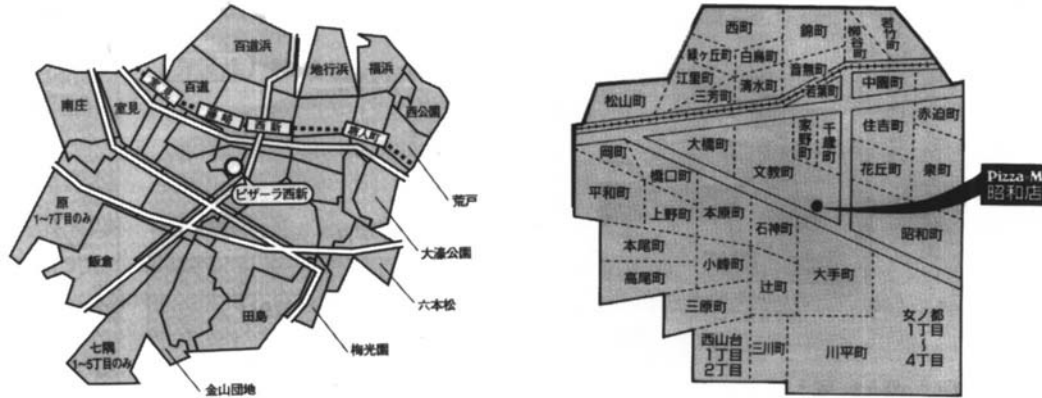 百道浜
地行浜
福浜
百道
南庄
室見
藤崎
西新
唐人町
西公園
ピザーラ西新
荒戸
原
1〜7丁目のみ
大濠公園
飯倉
六本松
田島
梅光園
七隈
1〜5丁目のみ
金山団地
西町
錦町
柳谷町
若竹町
緑ヶ丘町
白鳥町
音無町
江里町
清水町
若葉町
中園町
松山町
三芳町
赤迫町
大橋町
家野町
千歳町
住吉町
岡町
文教町
花丘町
泉町
橋口町
平和町
Pizza・M
昭和店
上野町
本原町
石神町
昭和町
本尾町
小峰町
大手町
高尾町
辻町
三原町
女ノ都
1丁目
〜
4丁目
西山台
1丁目
2丁目
三川町
川平町